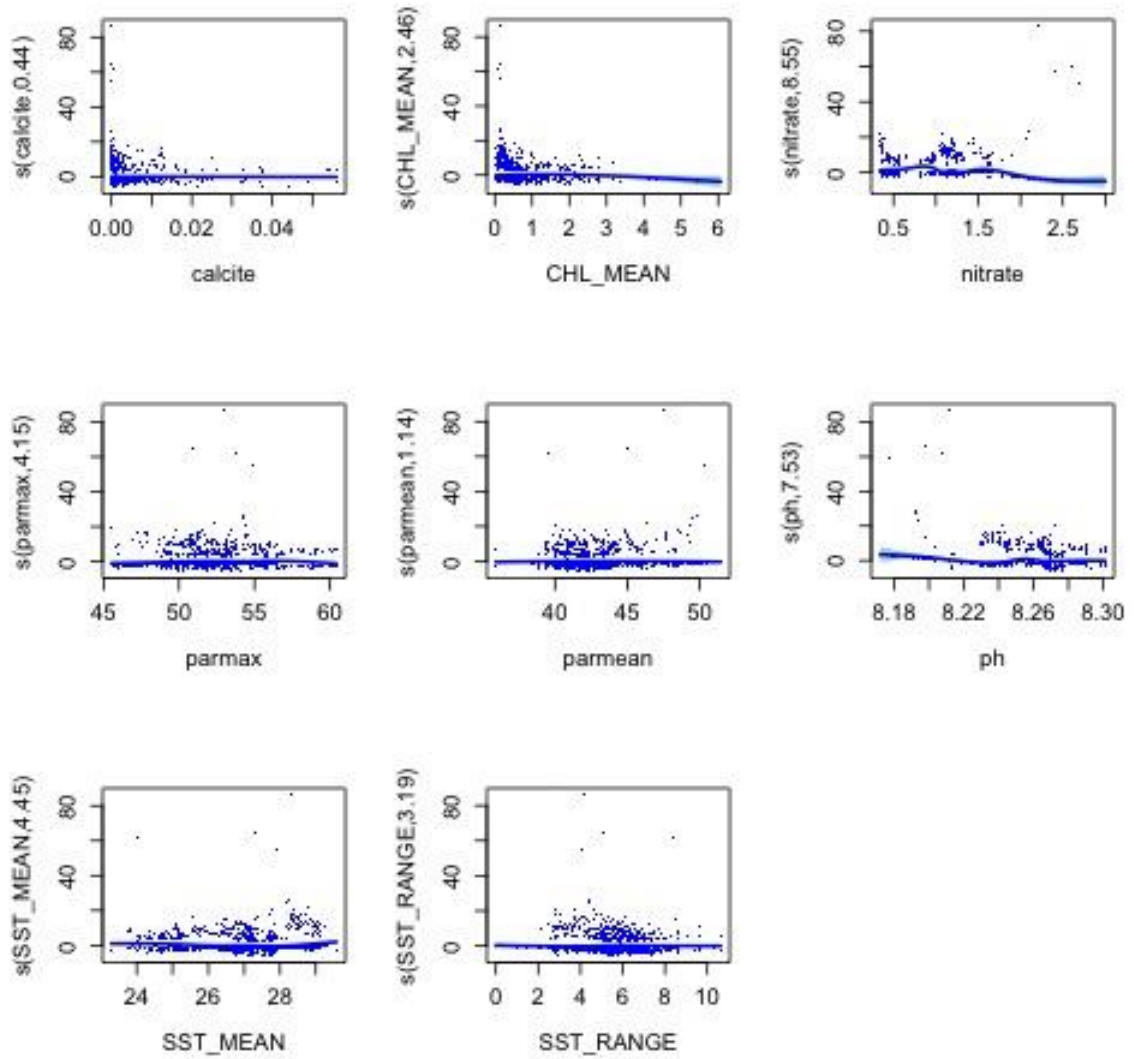 s(calcite,0.44)
80
40
0
0.00 0.02 0.04
calcite
s(CHL_MEAN,2.46)
80
40
0
0 1 2 3 4 5 6
CHL_MEAN
s(nitrate,8.55)
80
40
0
0.5 1.5 2.5
nitrate
s(parmax,4.15)
80
40
0
45 50 55 60
parmax
s(parmean,1.14)
80
40
0
40 45 50
parmean
s(ph,7.53)
80
40
0
8.18 8.22 8.26 8.30
ph
s(SST_MEAN,4.45)
80
40
0
24 26 28
SST_MEAN
s(SST_RANGE,3.19)
80
40
0
0 2 4 6 8 10
SST_RANGE